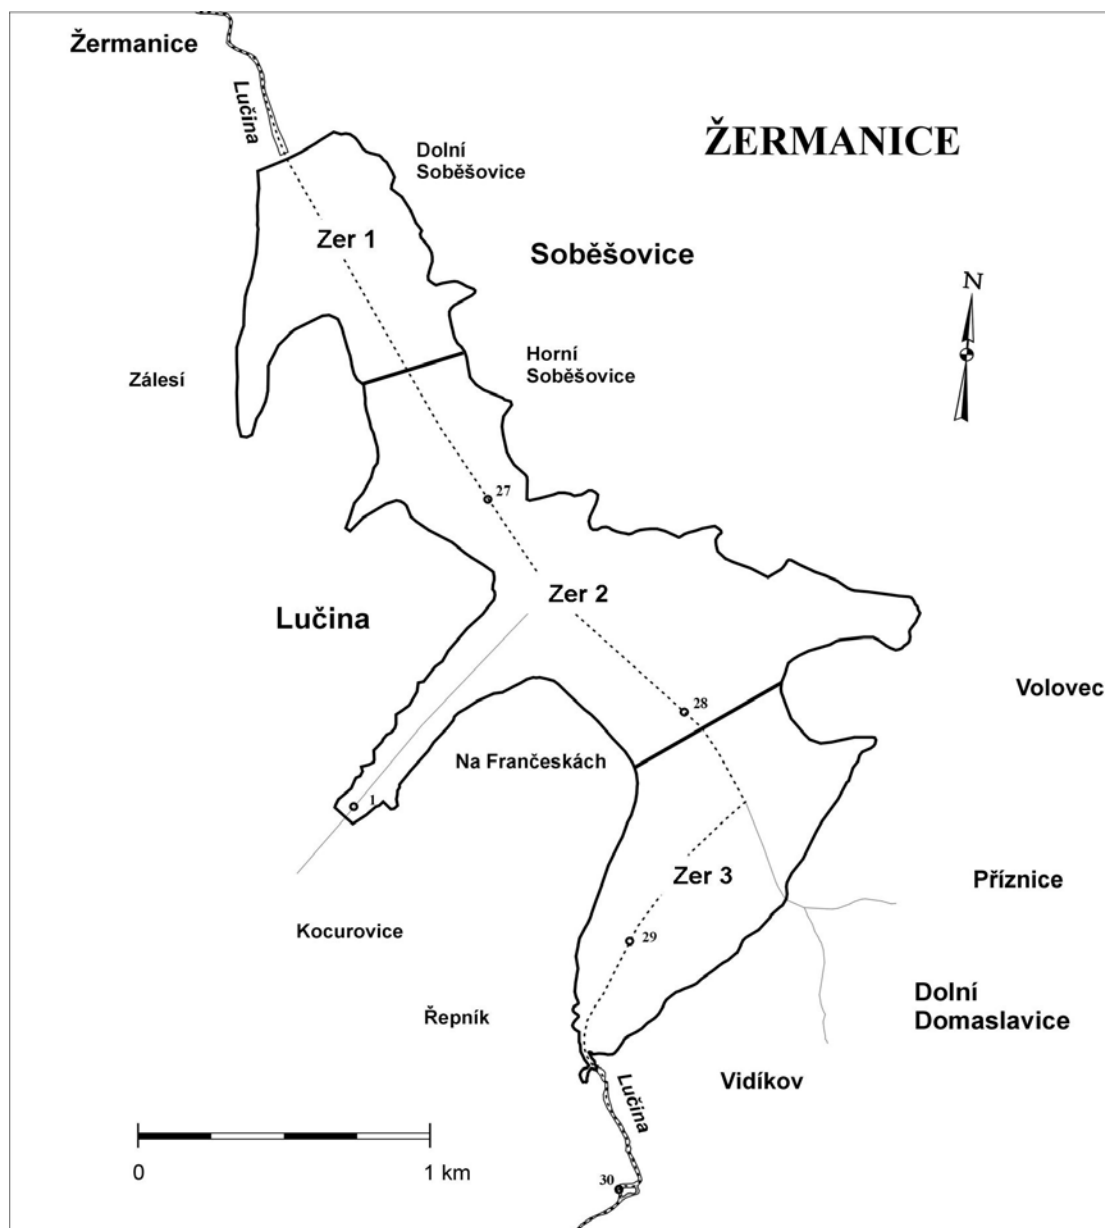 Žermanice
Lučina
ŽERMANICE
Dolní
Soběšovice
Zer 1
Soběšovice
N
Horní
Soběšovice
Zálesí
27
Zer 2
Lučina
Volovec
28
Na Frančeskách
1
Zer 3
Příznice
Kocurovice
29
Dolní
Domaslavice
Řepník
Vidíkov
Lučina
0
1 km
30